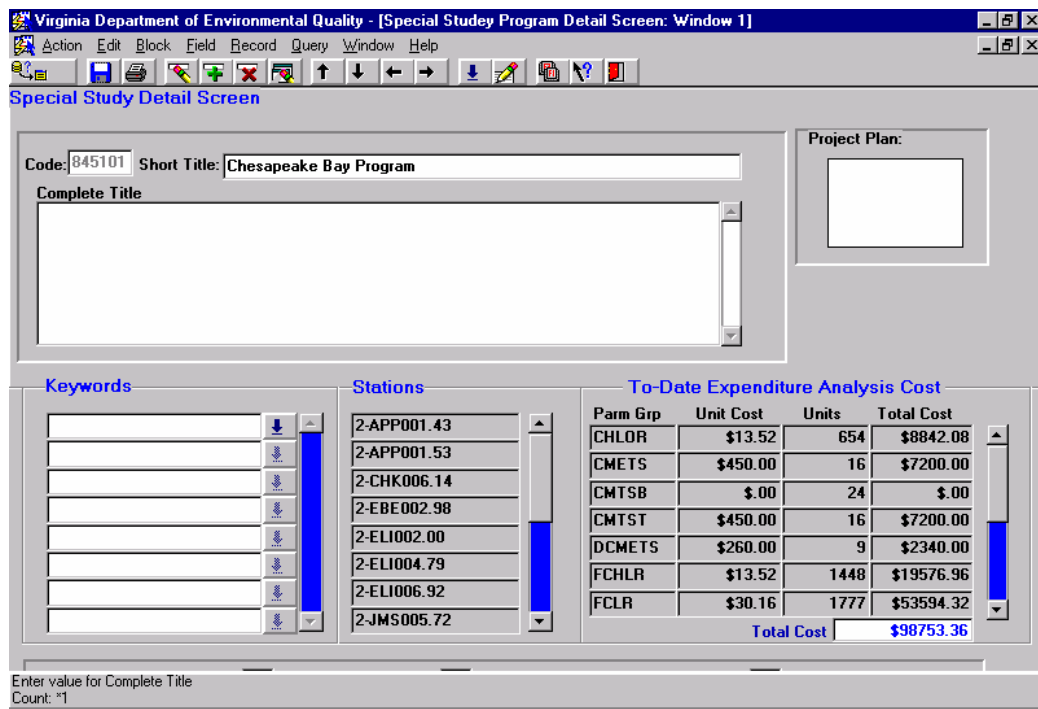 Virginia Department of Environmental Quality - [Special Studey Program Detail Screen: Window 1]
Action Edit Block Field Record Query Window Help
Special Study Detail Screen
Project Plan:
Code: 845101 Short Title: Chesapeake Bay Program
Complete Title
Keywords
Stations
2-APP001.43
2-APP001.53
2-CHK006.14
2-EBE002.98
2-ELI002.00
2-ELI004.79
2-ELI006.92
2-JMS005.72
To-Date Expenditure Analysis Cost
Parm Grp Unit Cost Units Total Cost
CHLOR $13.52 654 $8842.08
CMETS $450.00 16 $7200.00
CMTSB $.00 24 $.00
CMTST $450.00 16 $7200.00
DCMETS $260.00 9 $2340.00
FCHLR $13.52 1448 $19576.96
FCLR $30.16 1777 $53594.32
Total Cost $98753.36
Enter value for Complete Title
Count: *1